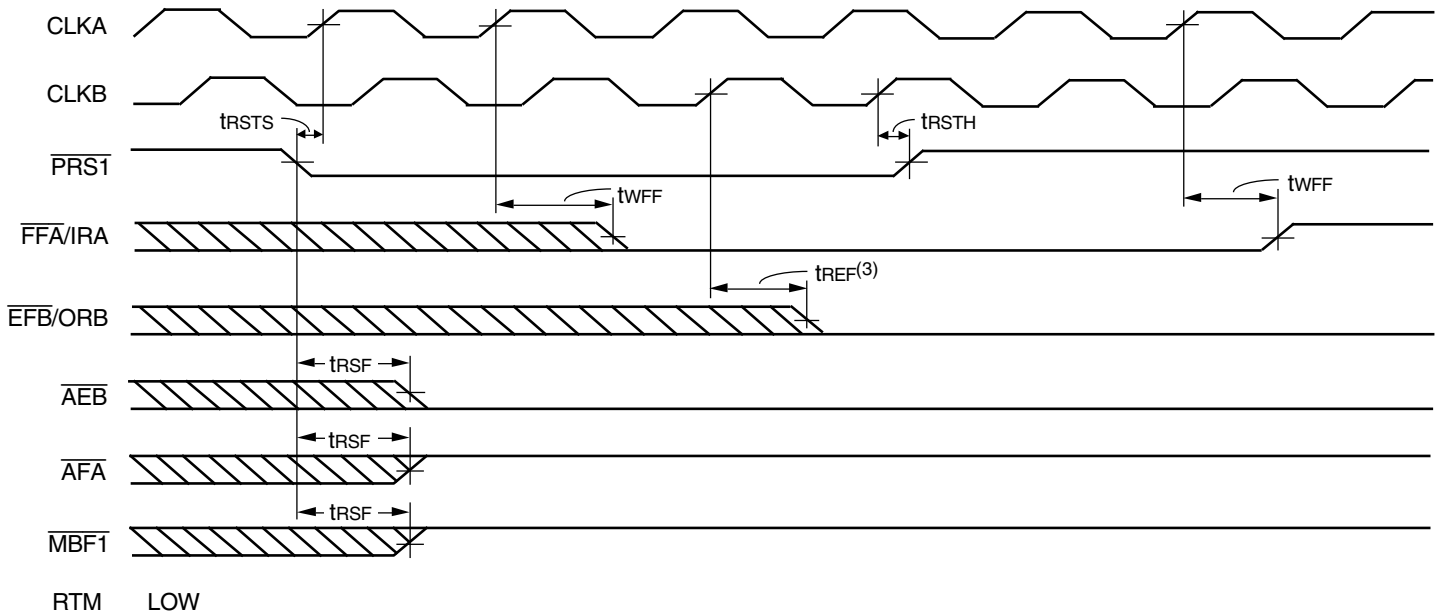 CLKA
CLKB
tRSTS
tRSTH
PRS1
tWFF
tWFF
FFA/IRA
tREF(3)
EFB/ORB
tRSF
AEB
tRSF
AFA
tRSF
MBF1
RTM LOW